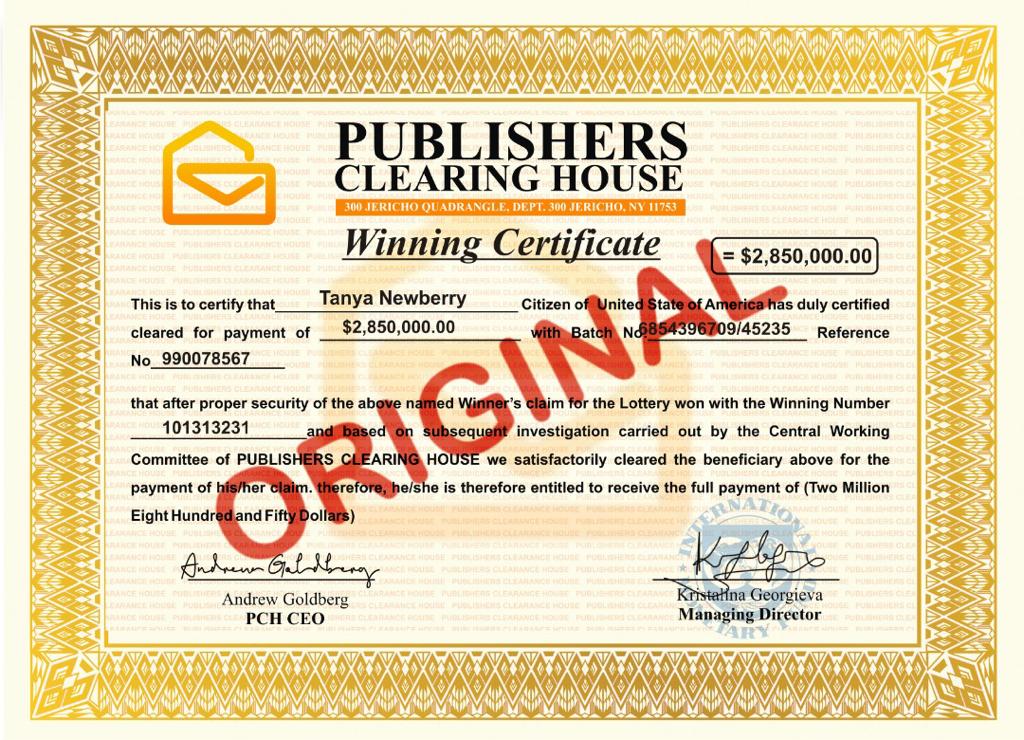 PUBLISHERS
CLEARING HOUSE
300 JERICHO QUADRANGLE, DEPT. 300 JERICHO, NY 11753
Winning Certificate
= $2,850,000.00
This is to certify that Tanya Newberry Citizen of United State of America has duly certified
cleared for payment of $2,850,000.00 with Batch No 6854396709/45235 Reference
No 990078567
that after proper security of the above named Winner's claim for the Lottery won with the Winning Number
101313231 and based on subsequent investigation carried out by the Central Working
Committee of PUBLISHERS CLEARING HOUSE we satisfactorily cleared the beneficiary above for the
payment of his/her claim. therefore, he/she is therefore entitled to receive the full payment of (Two Million
Eight Hundred and Fifty Dollars)
ORIGINAL
Andrew Goldberg
Andrew Goldberg
PCH CEO
INTERNATIONAL
Kristalina Georgieva
Managing Director